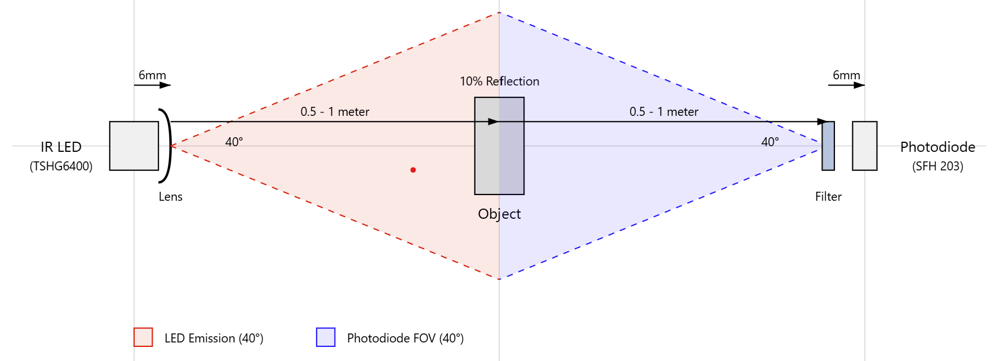 6mm
6mm
10% Reflection
0.5 - 1 meter
0.5 - 1 meter
40°
40°
IR LED
(TSHG6400)
Photodiode
(SFH 203)
Lens
Filter
Object
LED Emission (40°)
Photodiode FOV (40°)